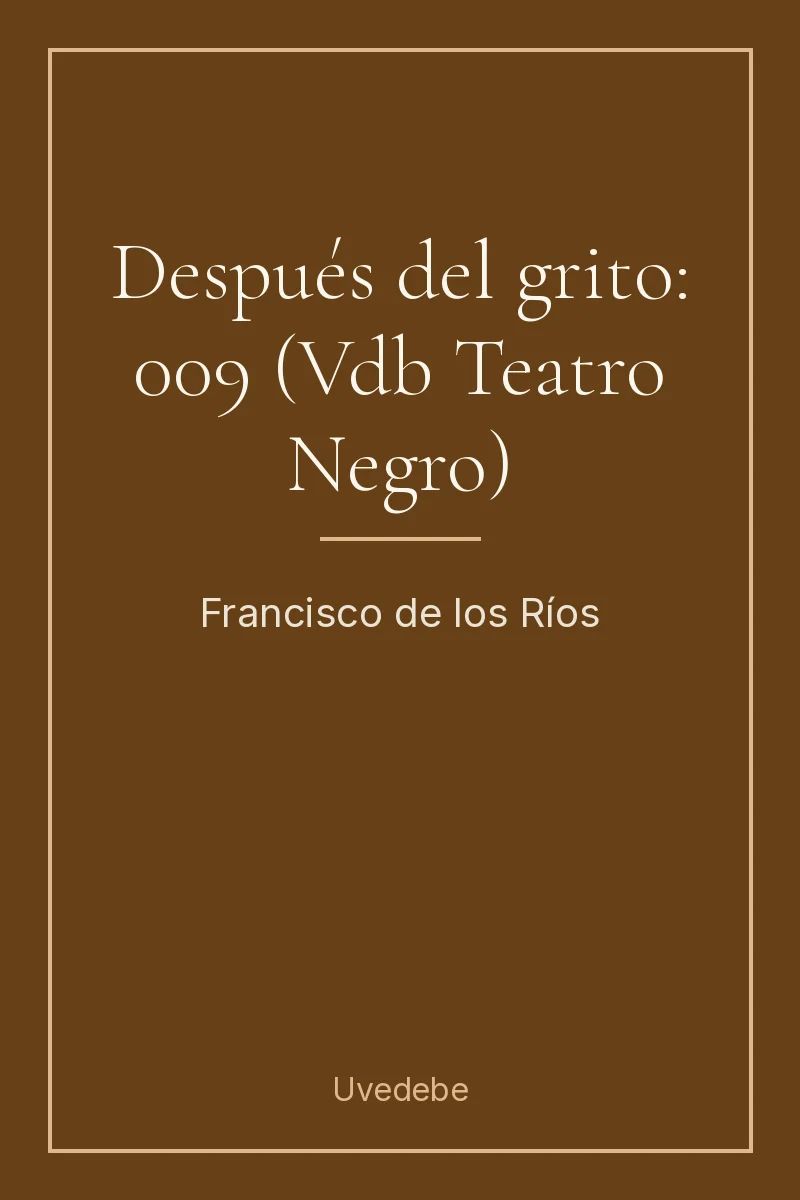 Después del grito:
009 (Vdb Teatro
Negro)
Francisco de los Ríos
Uvedebe